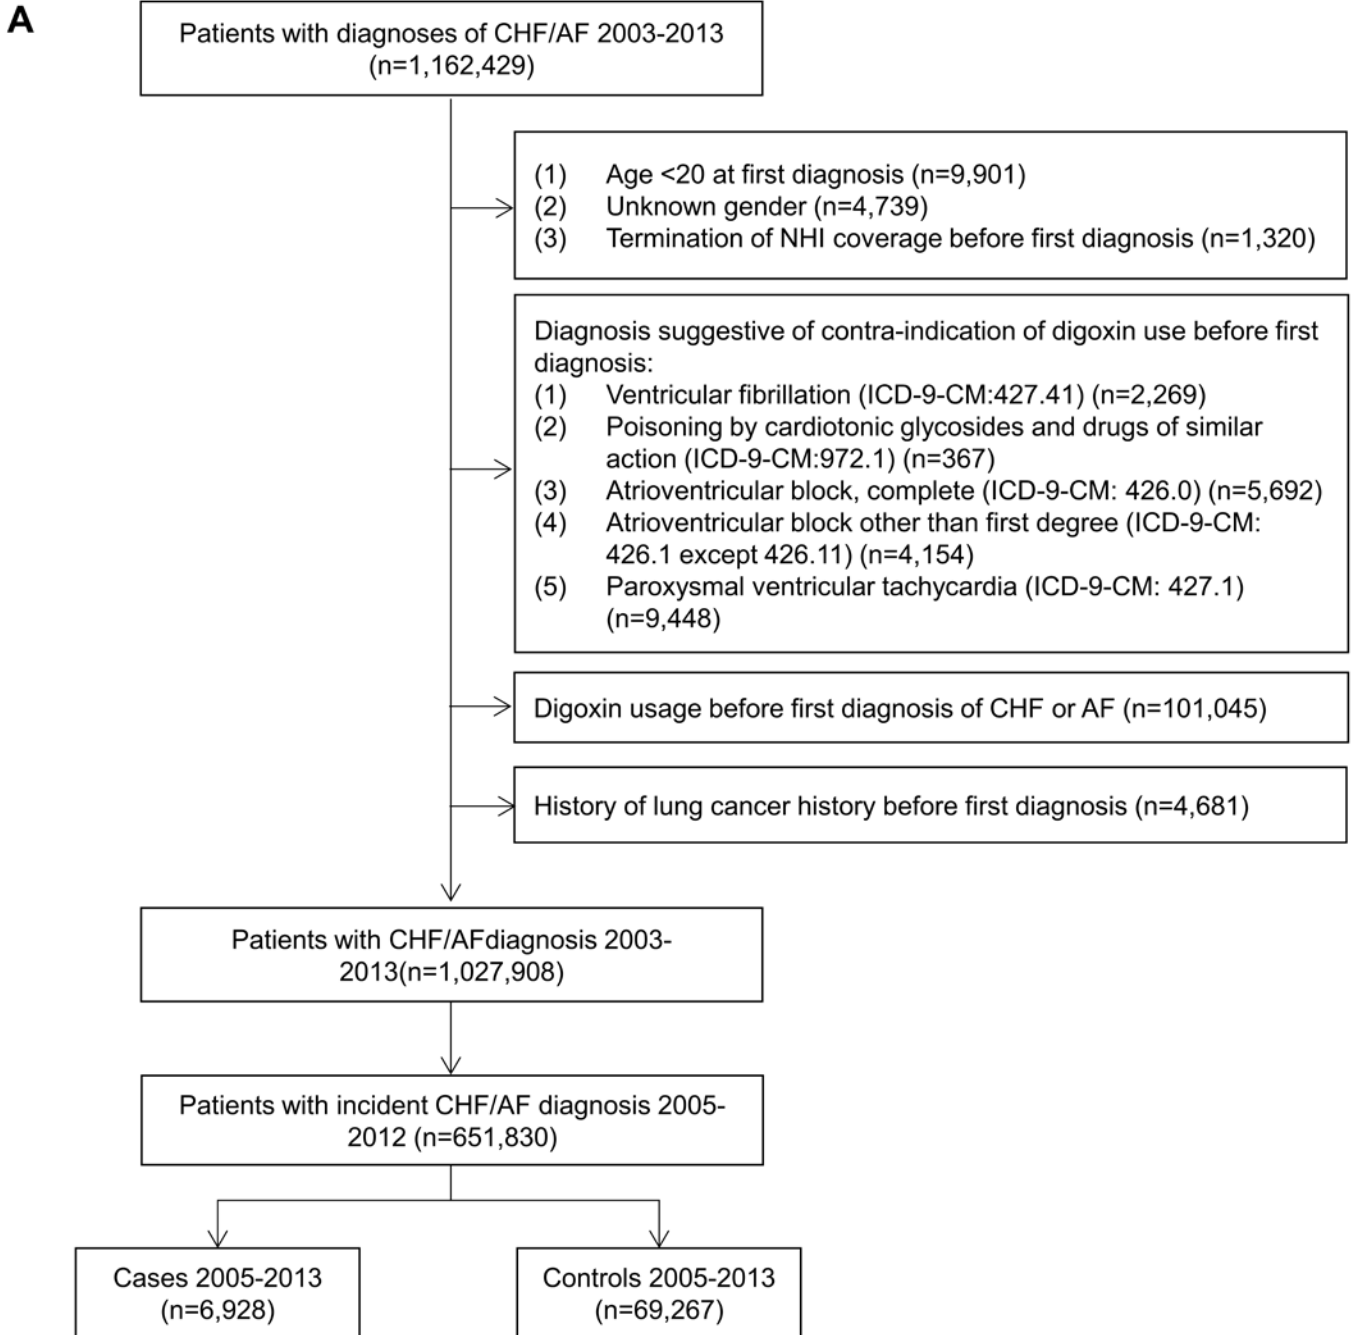 A
Patients with diagnoses of CHF/AF 2003-2013
(n=1,162,429)
(1) Age <20 at first diagnosis (n=9,901)
(2) Unknown gender (n=4,739)
(3) Termination of NHI coverage before first diagnosis (n=1,320)
Diagnosis suggestive of contra-indication of digoxin use before first
diagnosis:
(1) Ventricular fibrillation (ICD-9-CM:427.41) (n=2,269)
(2) Poisoning by cardiotonic glycosides and drugs of similar
action (ICD-9-CM:972.1) (n=367)
(3) Atrioventricular block, complete (ICD-9-CM: 426.0) (n=5,692)
(4) Atrioventricular block other than first degree (ICD-9-CM:
426.1 except 426.11) (n=4,154)
(5) Paroxysmal ventricular tachycardia (ICD-9-CM: 427.1)
(n=9,448)
Digoxin usage before first diagnosis of CHF or AF (n=101,045)
History of lung cancer history before first diagnosis (n=4,681)
Patients with CHF/AFdiagnosis 2003-
2013(n=1,027,908)
Patients with incident CHF/AF diagnosis 2005-
2012 (n=651,830)
Cases 2005-2013
(n=6,928)
Controls 2005-2013
(n=69,267)